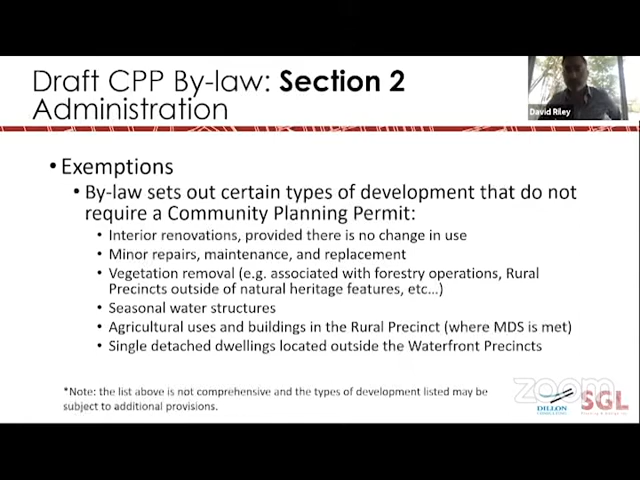 Draft CPP By-law: Section 2
Administration
David Riley
• Exemptions
• By-law sets out certain types of development that do not
require a Community Planning Permit:
• Interior renovations, provided there is no change in use
• Minor repairs, maintenance, and replacement
• Vegetation removal (e.g. associated with forestry operations, Rural
Precincts outside of natural heritage features, etc...)
• Seasonal water structures
• Agricultural uses and buildings in the Rural Precinct (where MDS is met)
• Single detached dwellings located outside the Waterfront Precincts
*Note: the list above is not comprehensive and the types of development listed may be
subject to additional provisions.
zoom
DILLON
CONSULTING
SGL